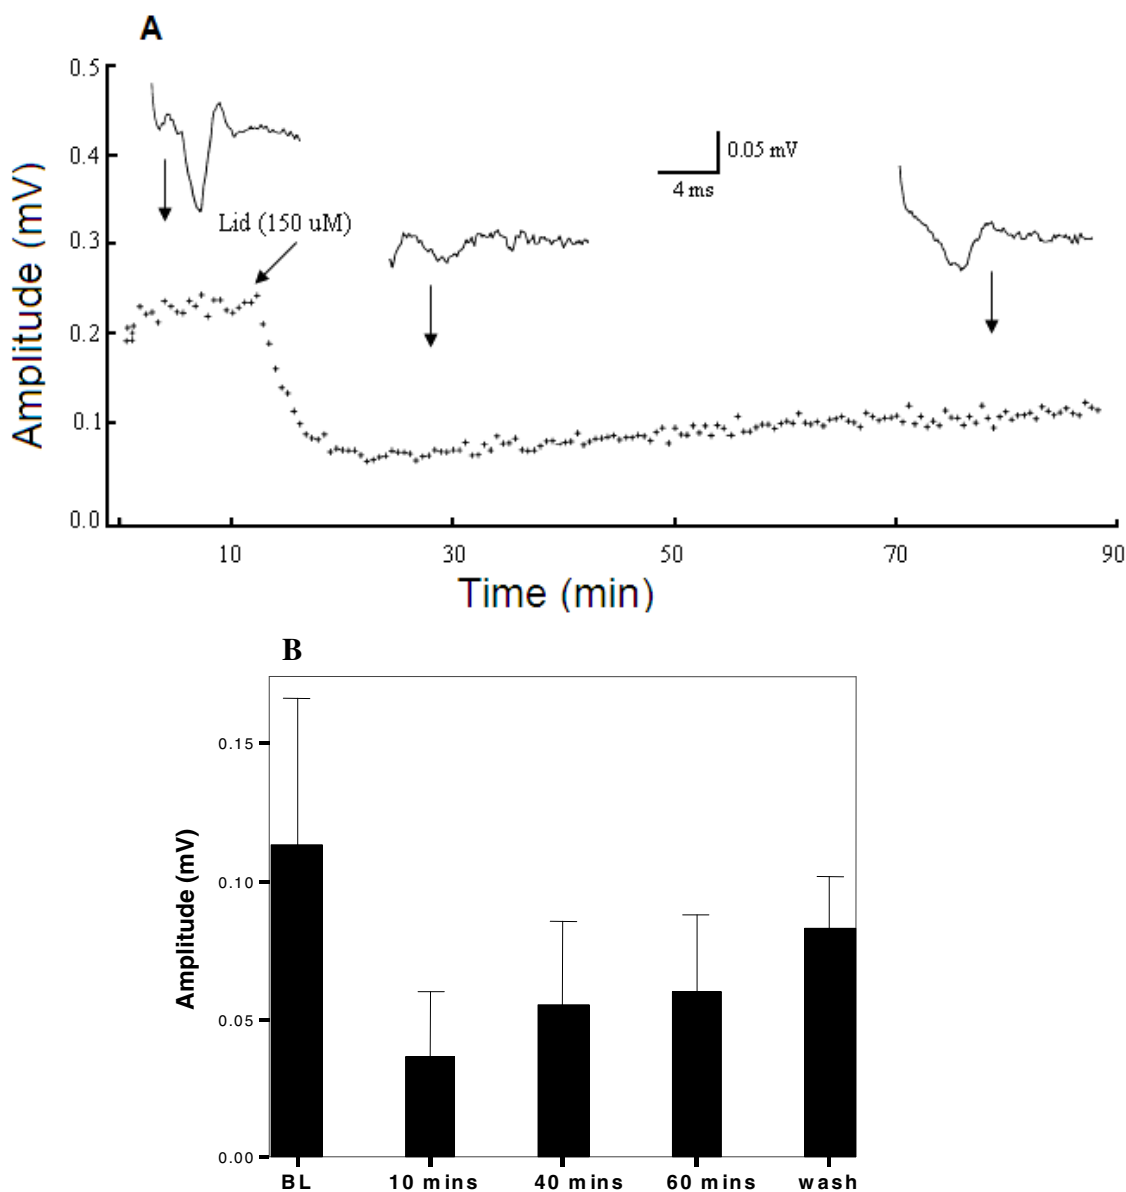 A
0.5
0.4
0.3
0.2
0.1
0.0
Amplitude (mV)
Lid (150 uM)
0.05 mV
4 ms
10 30 50 70 90
Time (min)
B
0.15
0.10
0.05
0.00
Amplitude (mV)
BL 10 mins 40 mins 60 mins wash